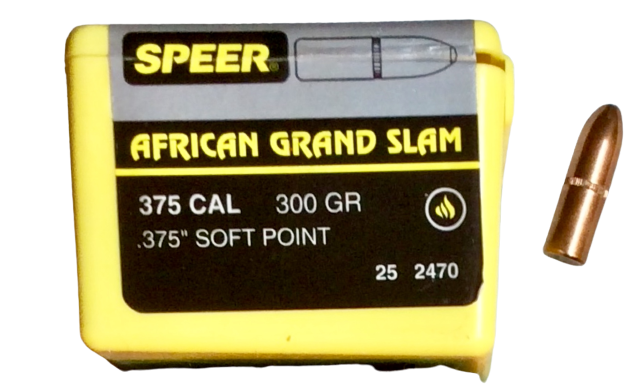 SPEER®
AFRICAN GRAND SLAM
375 CAL 300 GR
.375" SOFT POINT
25 2470